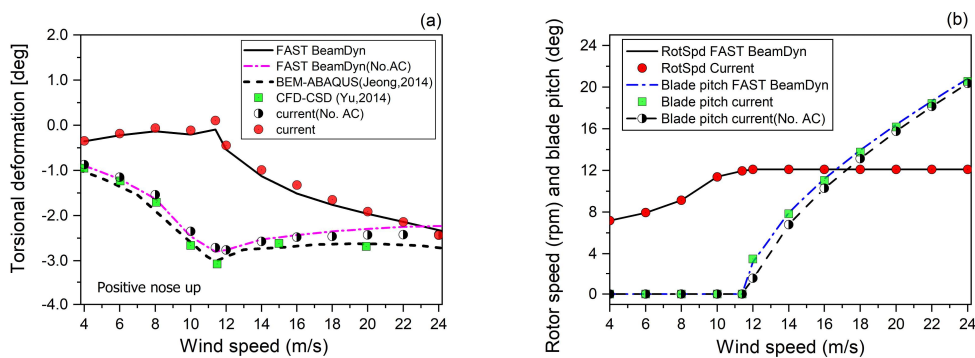 (a)
Torsional deformation [deg]
2.0
1.0
0.0
-1.0
-2.0
-3.0
-4.0
FAST BeamDyn
FAST BeamDyn(No.AC)
BEM-ABAQUS(Jeong,2014)
CFD-CSD (Yu,2014)
current(No. AC)
current
Positive nose up
4 6 8 10 12 14 16 18 20 22 24
Wind speed (m/s)
(b)
Rotor speed (rpm) and blade pitch (deg)
24
20
16
12
8
4
0
RotSpd FAST BeamDyn
RotSpd Current
Blade pitch FAST BeamDyn
Blade pitch current
Blade pitch current(No. AC)
4 6 8 10 12 14 16 18 20 22 24
Wind speed (m/s)